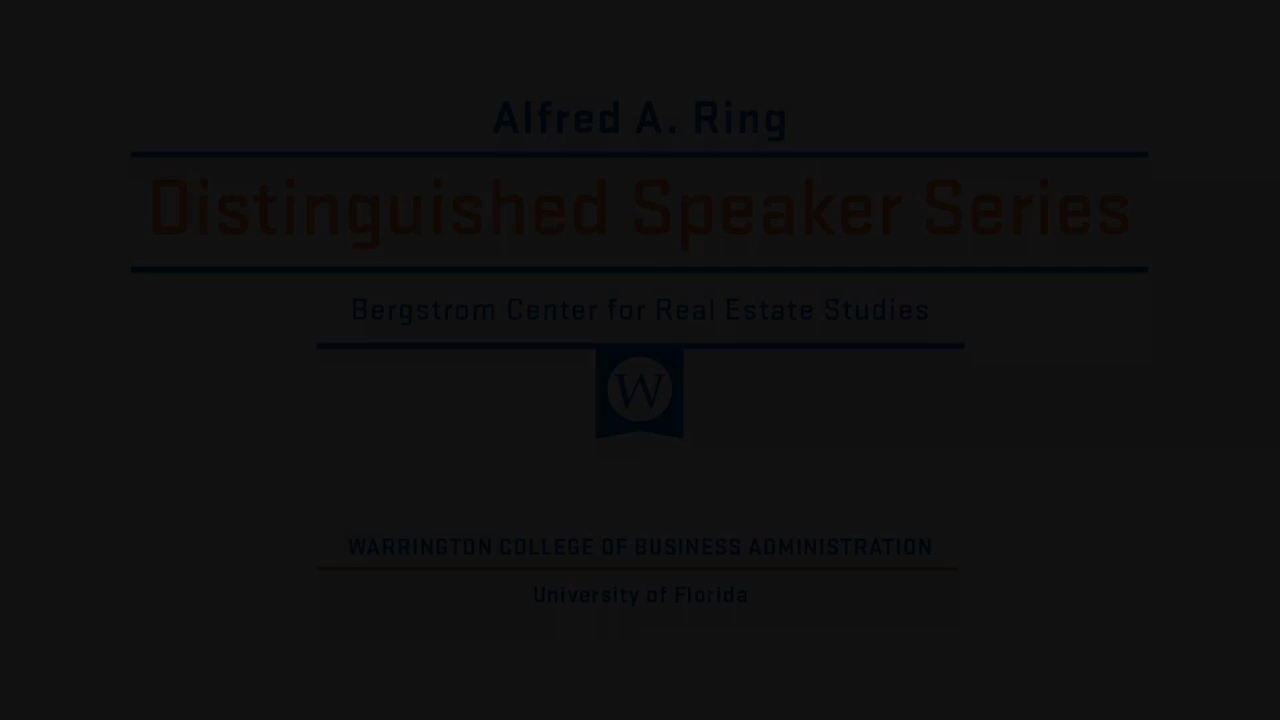 Alfred A. Ring
Distinguished Speaker Series
Bergstrom Center for Real Estate Studies
W
WARRINGTON COLLEGE OF BUSINESS ADMINISTRATION
University of Florida